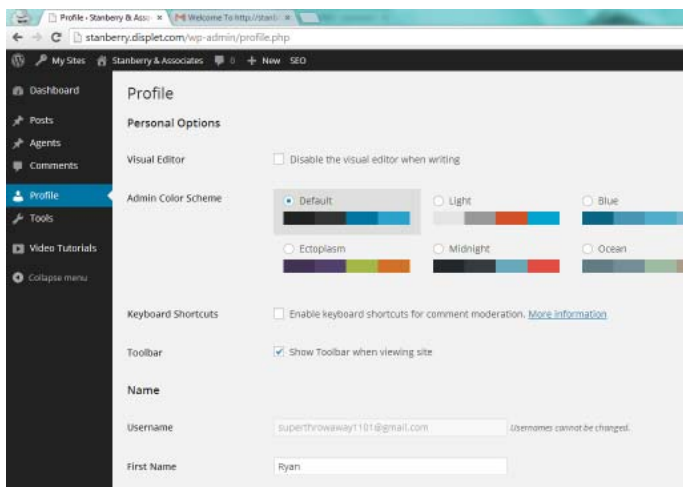 Profile ‹ Stanberry & Asso
Welcome To http://stanb
stanberry.displet.com/wp-admin/profile.php
My Sites Stanberry & Associates 0 + New SEO
Dashboard
Posts
Agents
Comments
Profile
Tools
Video Tutorials
Collapse menu
Profile
Personal Options
Visual Editor
Disable the visual editor when writing
Admin Color Scheme
Default
Light
Blue
Ectoplasm
Midnight
Ocean
Keyboard Shortcuts
Enable keyboard shortcuts for comment moderation. More information
Toolbar
Show Toolbar when viewing site
Name
Username
superthrowaway1101@gmail.com
Usernames cannot be changed.
First Name
Ryan